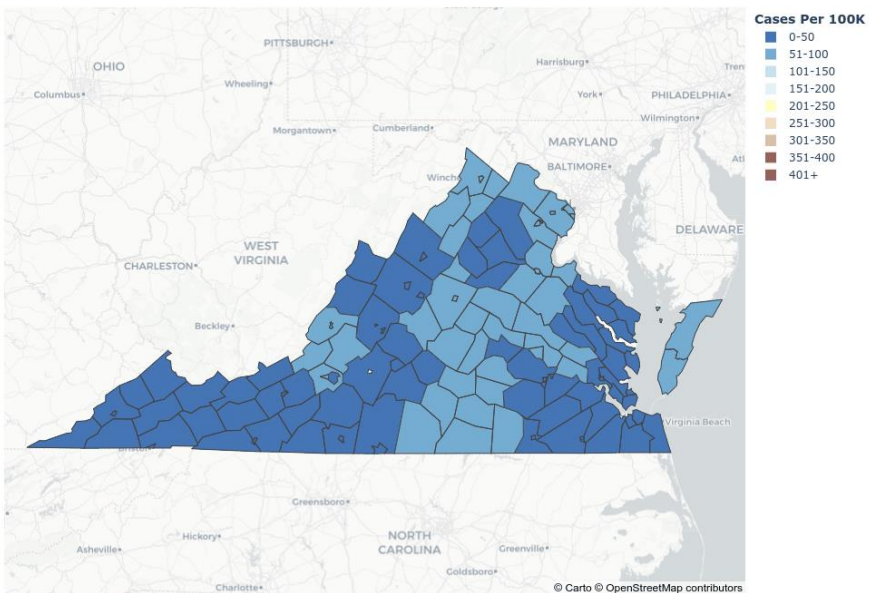 Cases Per 100K
0-50
51-100
101-150
151-200
201-250
251-300
301-350
351-400
401+
PITTSBURGH
OHIO
Harrisburg
Wheeling
Columbus
York
PHILADELPHIA
Wilmington
Morgantown
Cumberland
MARYLAND
BALTIMORE
DELAWARE
WEST
VIRGINIA
CHARLESTON
Beckley
Virginia Beach
Greensboro
NORTH
CAROLINA
Hickory
Asheville
Greenville
Goldsboro
Charlotte
© Carto © OpenStreetMap contributors